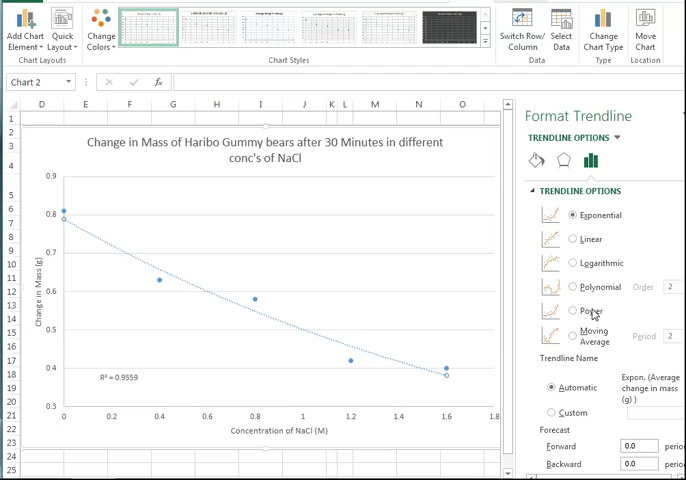 Add Chart Element
Quick Layout
Change Colors
Switch Row/ Column
Select Data
Change Chart Type
Move Chart
Chart Layouts
Chart Styles
Data
Type
Location
Chart 2
fx
D E F G H I J K L M N O
1
2
3
4
5
6
7
8
9
10
11
12
13
14
15
16
17
18
19
20
21
22
23
24
25
Change in Mass of Haribo Gummy bears after 30 Minutes in different
conc's of NaCl
Change in Mass (g)
0.9
0.8
0.7
0.6
0.5
0.4
0.3
R² = 0.9559
0 0.2 0.4 0.6 0.8 1 1.2 1.4 1.6 1.8
Concentration of NaCl (M)
Format Trendline
TRENDLINE OPTIONS
TRENDLINE OPTIONS
Exponential
Linear
Logarithmic
Polynomial Order 2
Power
Moving
Average
Period 2
Trendline Name
Automatic
Expon. (Average
change in mass
(g) )
Custom
Forecast
Forward 0.0 perio
Backward 0.0 perio